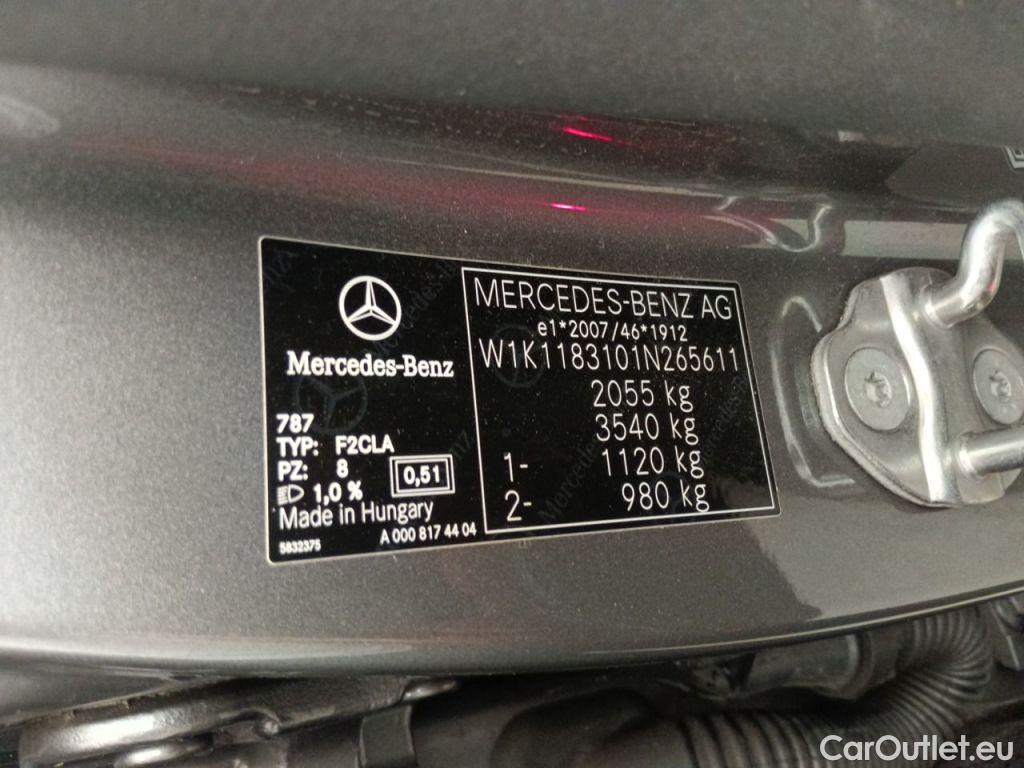 Mercedes-Benz
787
TYP: F2CLA
PZ: 8
0,51
1,0 %
Made in Hungary
5832375
A 000 817 44 04
MERCEDES-BENZ AG
e1*2007/46*1912
W1K1183101N265611
2055 kg
3540 kg
1- 1120 kg
2- 980 kg
CarOutlet.eu